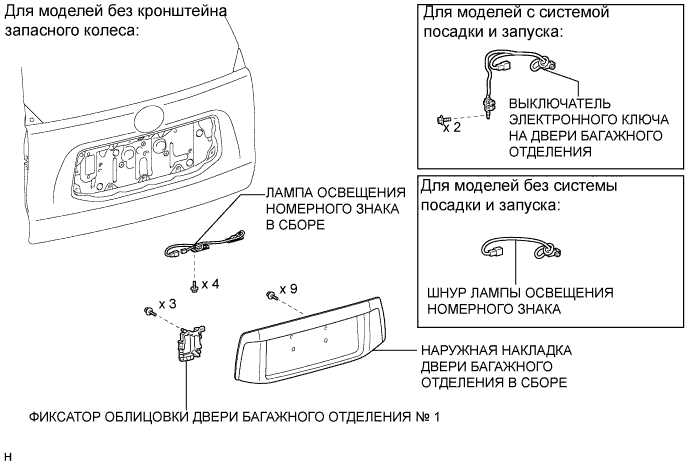 Для моделей без кронштейна
запасного колеса:
Для моделей с системой
посадки и запуска:
x 2
ВЫКЛЮЧАТЕЛЬ
ЭЛЕКТРОННОГО КЛЮЧА
НА ДВЕРИ БАГАЖНОГО
ОТДЕЛЕНИЯ
Для моделей без системы
посадки и запуска:
ШНУР ЛАМПЫ ОСВЕЩЕНИЯ
НОМЕРНОГО ЗНАКА
ЛАМПА ОСВЕЩЕНИЯ
НОМЕРНОГО ЗНАКА
В СБОРЕ
x 4
x 3
x 9
НАРУЖНАЯ НАКЛАДКА
ДВЕРИ БАГАЖНОГО
ОТДЕЛЕНИЯ В СБОРЕ
ФИКСАТОР ОБЛИЦОВКИ ДВЕРИ БАГАЖНОГО ОТДЕЛЕНИЯ № 1
H